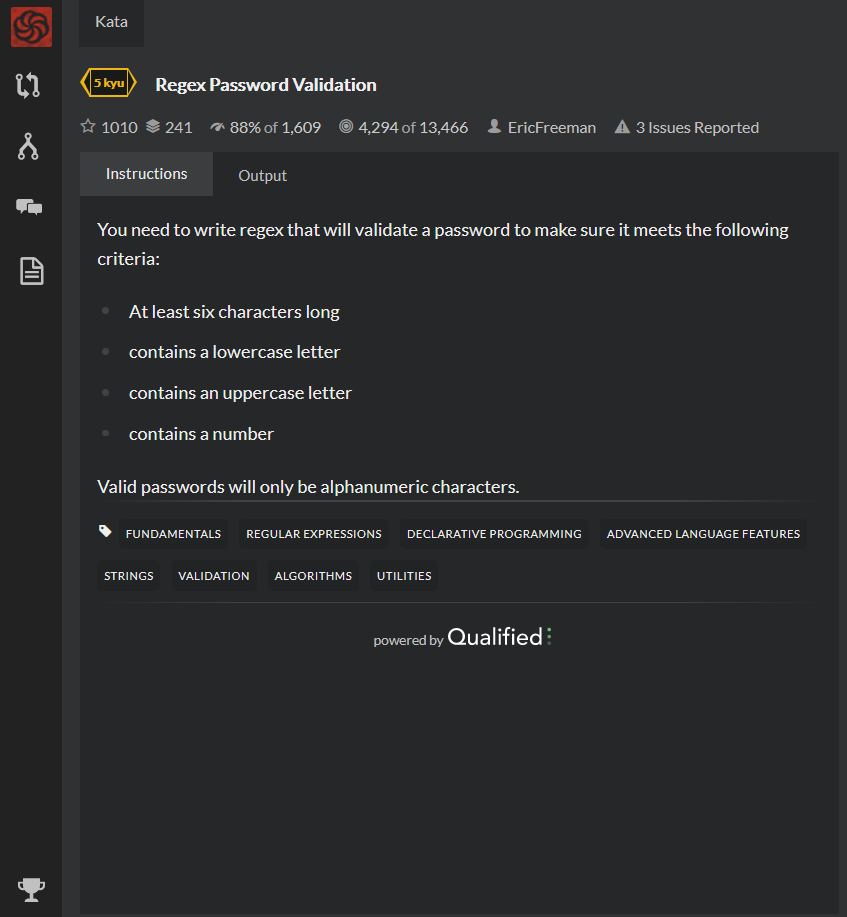 Kata
5 kyu Regex Password Validation
1010 241 88% of 1,609 4,294 of 13,466 EricFreeman 3 Issues Reported
Instructions Output
You need to write regex that will validate a password to make sure it meets the following
criteria:
At least six characters long
contains a lowercase letter
contains an uppercase letter
contains a number
Valid passwords will only be alphanumeric characters.
FUNDAMENTALS REGULAR EXPRESSIONS DECLARATIVE PROGRAMMING ADVANCED LANGUAGE FEATURES
STRINGS VALIDATION ALGORITHMS UTILITIES
powered by Qualified